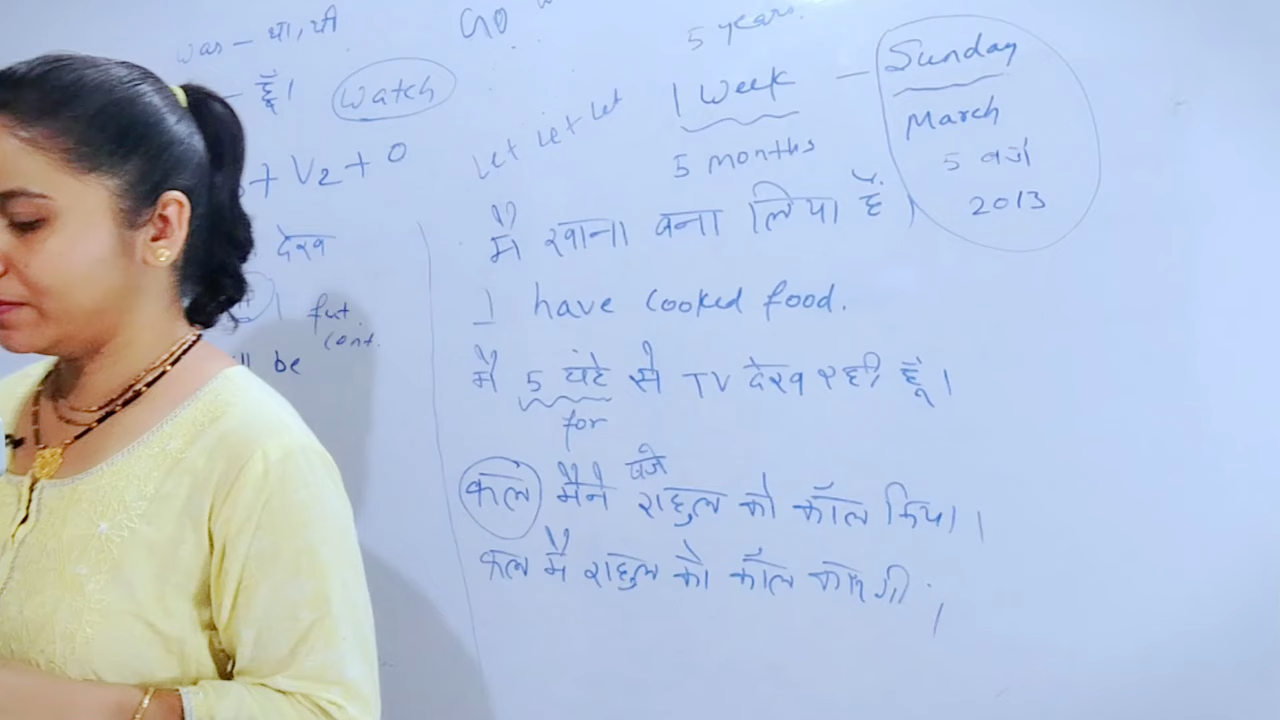 was – था, थी
Go
5 years.
– हूँ। Watch
Let Let Let
1 Week – Sunday
March
5 बजे
2013
5 months
+ V2 + O
देख
मैं खाना बना लिया हूँ।
I have cooked food.
fut.
cont.
be
मैं 5 घंटे से TV देख रही हूँ।
for
बजे
कल मैंने राहुल को कॉल किया।
कल मैं राहुल को कॉल करूंगी।